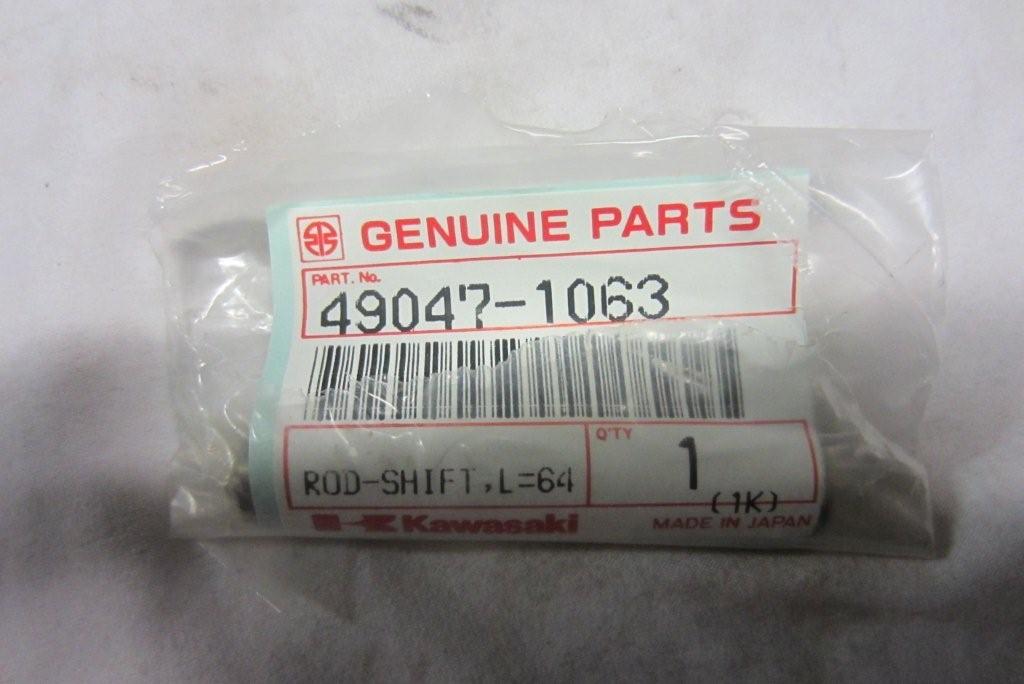 GENUINE PARTS
PART. No.
49047-1063
ROD-SHIFT,L=64
Q'TY
1
(1K)
Kawasaki
MADE IN JAPAN